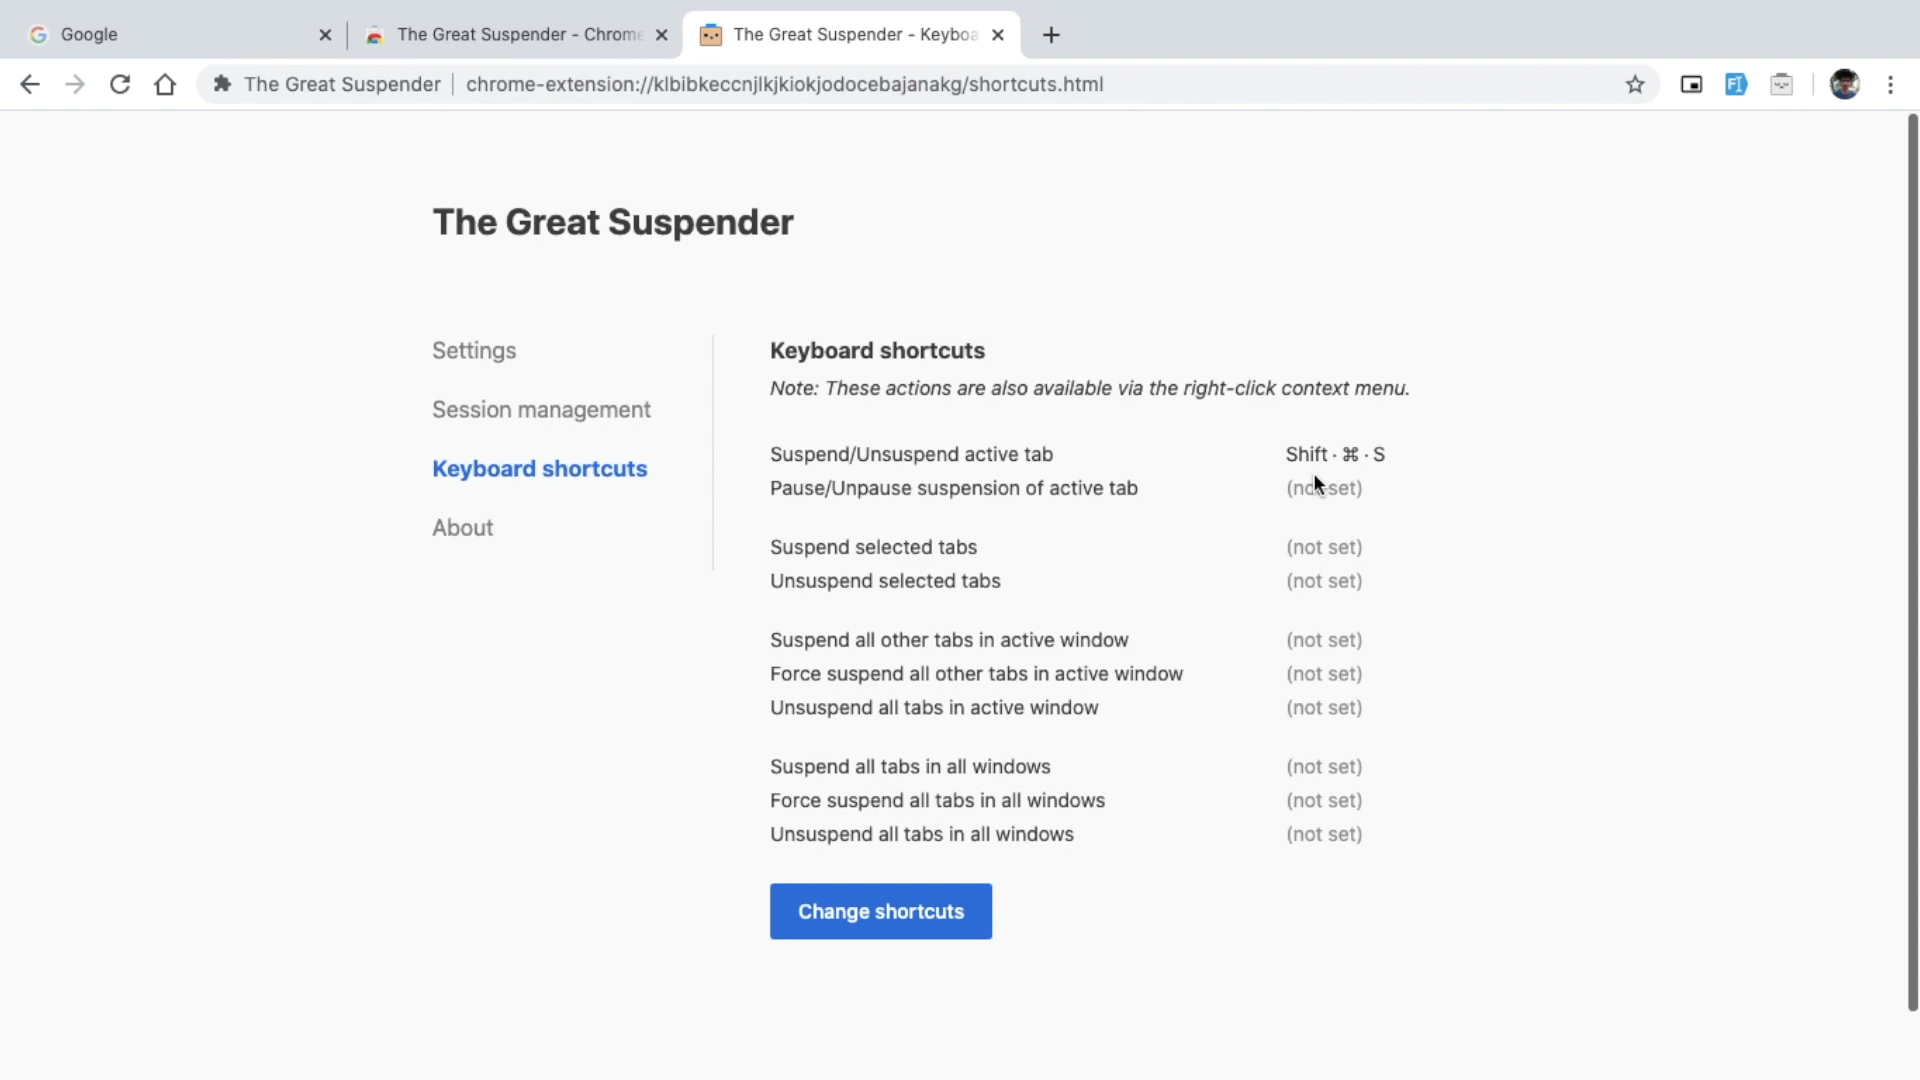 Google
The Great Suspender - Chrome
The Great Suspender - Keyboa
The Great Suspender | chrome-extension://klbibkeccnjlkjkiokjodocebajanakg/shortcuts.html
The Great Suspender
Settings
Session management
Keyboard shortcuts
About
Keyboard shortcuts
Note: These actions are also available via the right-click context menu.
Suspend/Unsuspend active tab Shift · ⌘ · S
Pause/Unpause suspension of active tab (not set)
Suspend selected tabs (not set)
Unsuspend selected tabs (not set)
Suspend all other tabs in active window (not set)
Force suspend all other tabs in active window (not set)
Unsuspend all tabs in active window (not set)
Suspend all tabs in all windows (not set)
Force suspend all tabs in all windows (not set)
Unsuspend all tabs in all windows (not set)
Change shortcuts